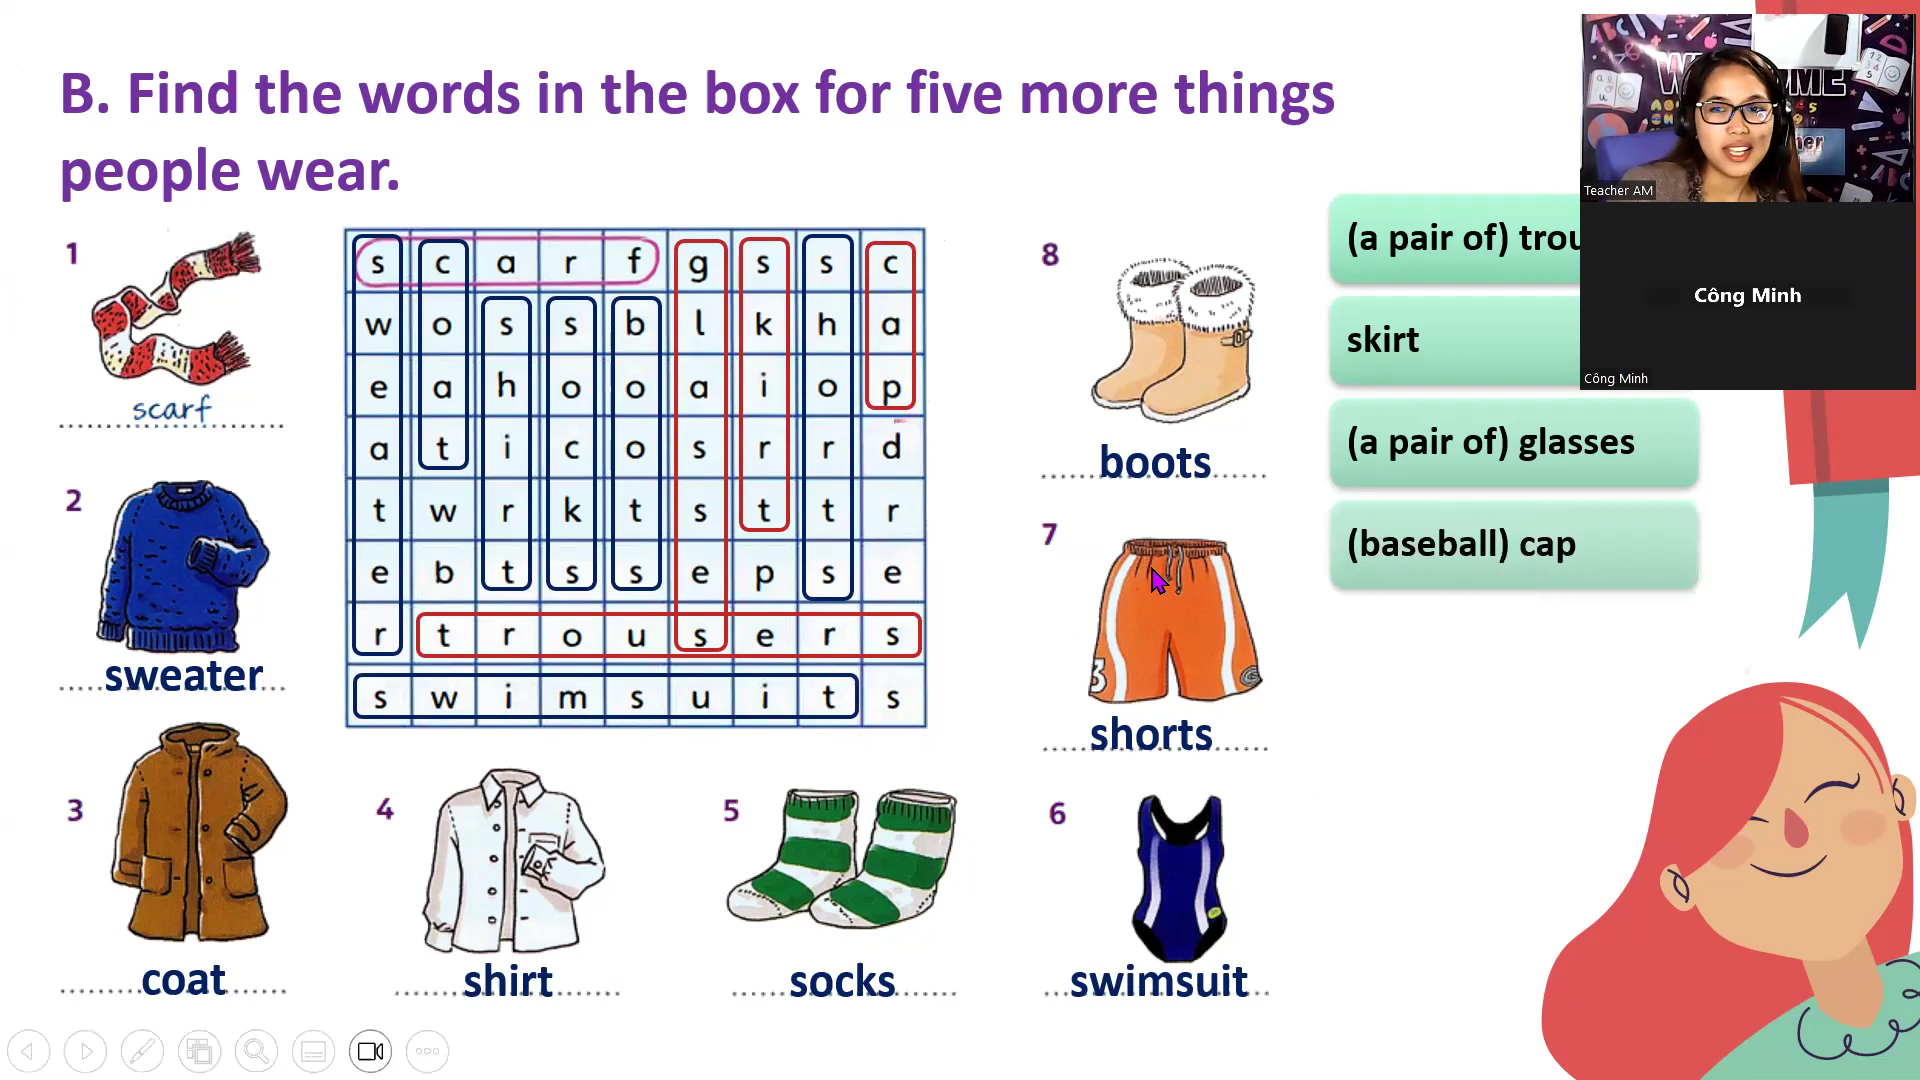 B. Find the words in the box for five more things
people wear.
1
scarf
2
sweater
3
coat
4
shirt
5
socks
6
swimsuit
7
shorts
8
boots
s c a r f g s s c
w o s s b l k h a
e a h o o a i o p
a t i c o s r r d
t w r k t s t t r
e b t s s e p s e
r t r o u s e r s
s w i m s u i t s
(a pair of) trou
skirt
(a pair of) glasses
(baseball) cap
Teacher AM
Công Minh
Công Minh